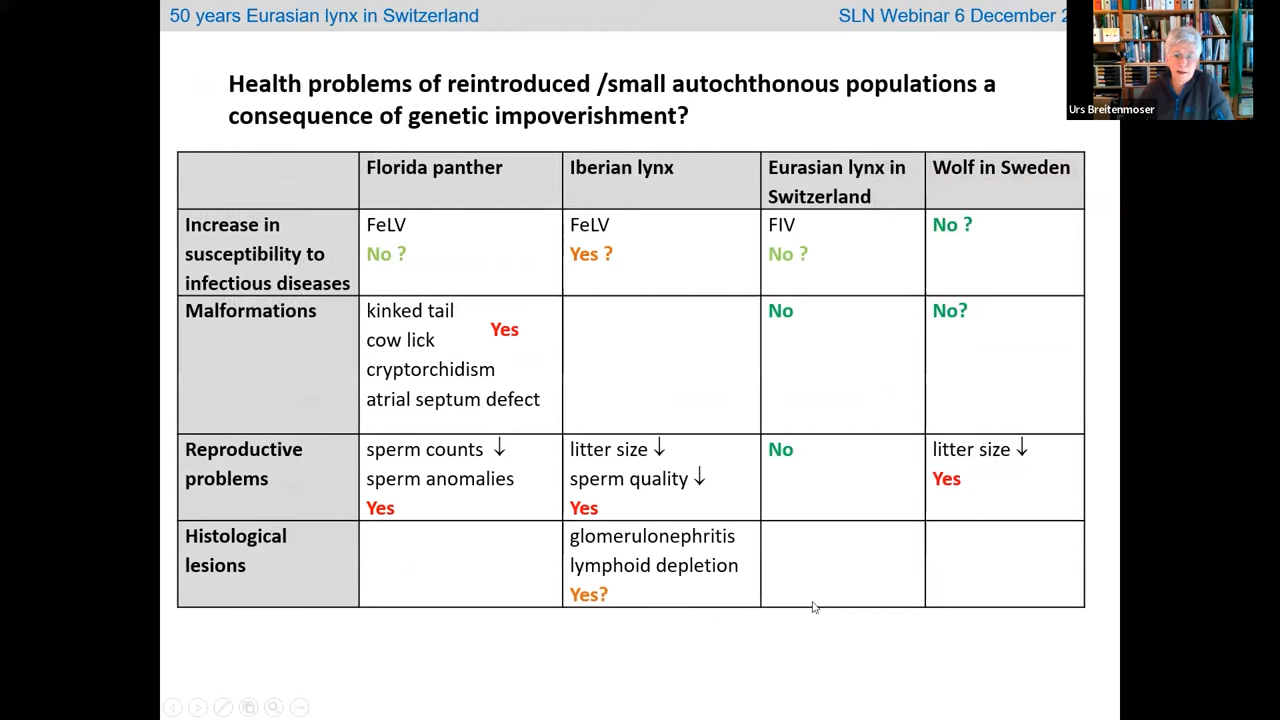 50 years Eurasian lynx in Switzerland
SLN Webinar 6 December
Urs Breitenmoser
Health problems of reintroduced /small autochthonous populations a
consequence of genetic impoverishment?
Florida panther
Iberian lynx
Eurasian lynx in
Switzerland
Wolf in Sweden
Increase in
susceptibility to
infectious diseases
FeLV
No ?
FeLV
Yes ?
FIV
No ?
No ?
Malformations
kinked tail
cow lick
cryptorchidism
atrial septum defect
Yes
No
No?
Reproductive
problems
sperm counts ↓
sperm anomalies
Yes
litter size ↓
sperm quality ↓
Yes
No
litter size ↓
Yes
Histological
lesions
glomerulonephritis
lymphoid depletion
Yes?